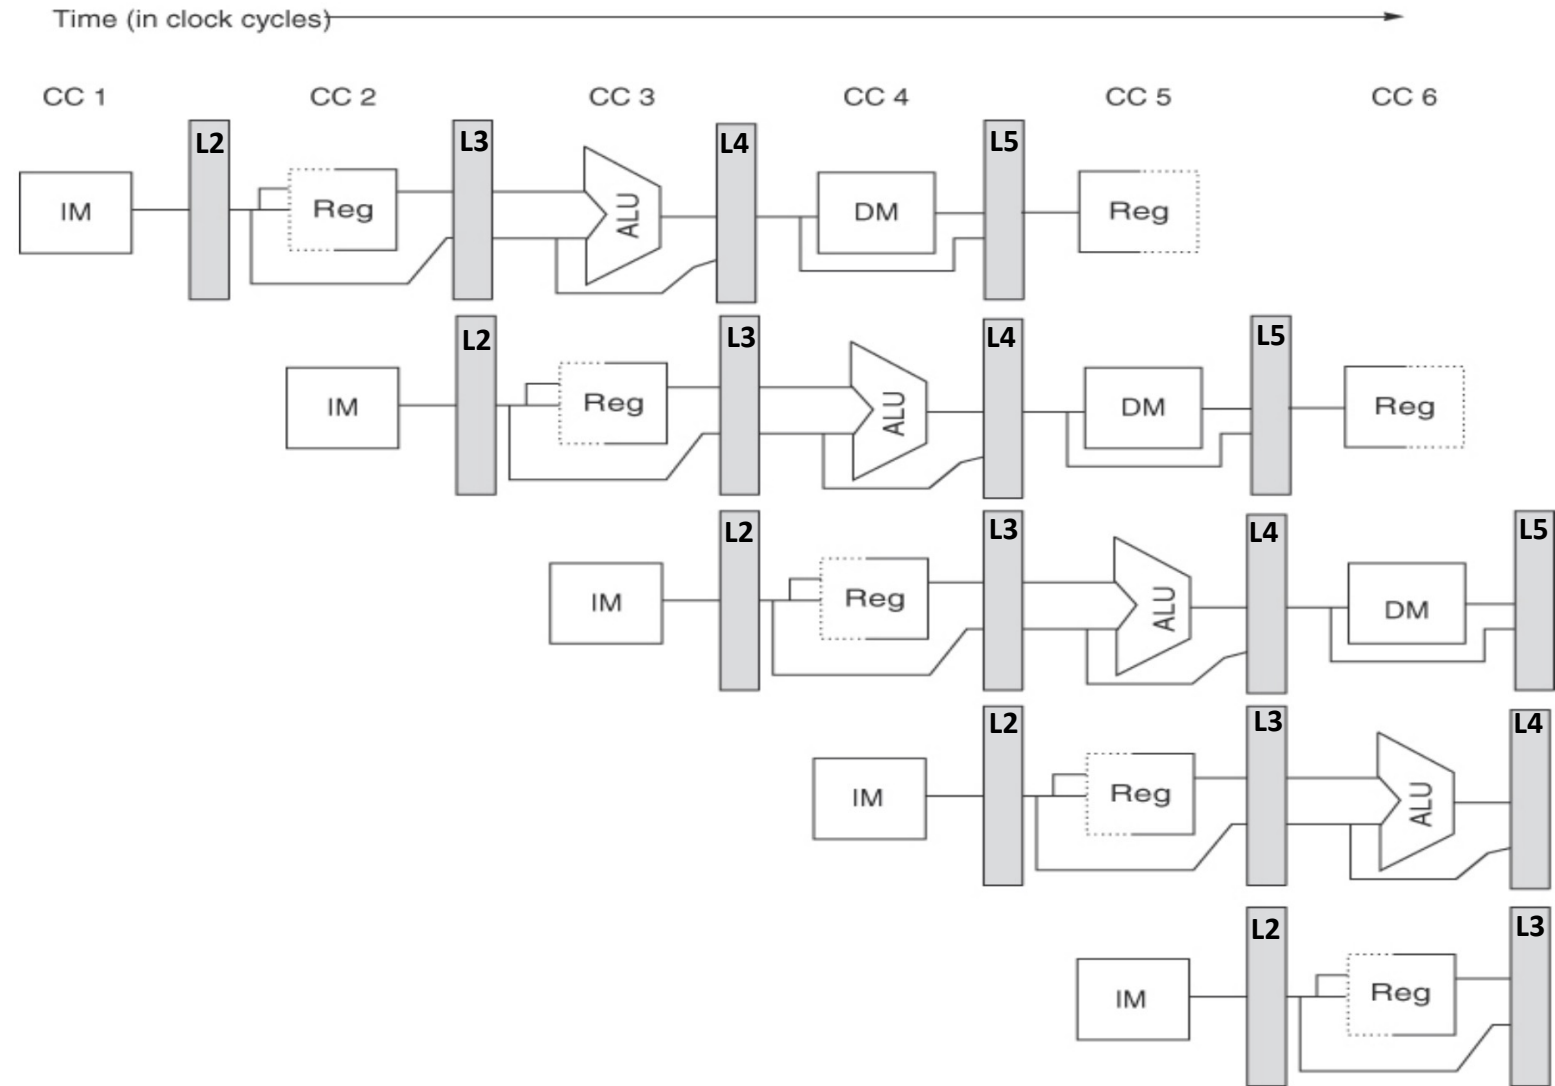 Time (in clock cycles)
CC 1 CC 2 CC 3 CC 4 CC 5 CC 6
IM L2 Reg L3 ALU L4 DM L5 Reg
IM L2 Reg L3 ALU L4 DM L5 Reg
IM L2 Reg L3 ALU L4 DM L5
IM L2 Reg L3 ALU L4
IM L2 Reg L3